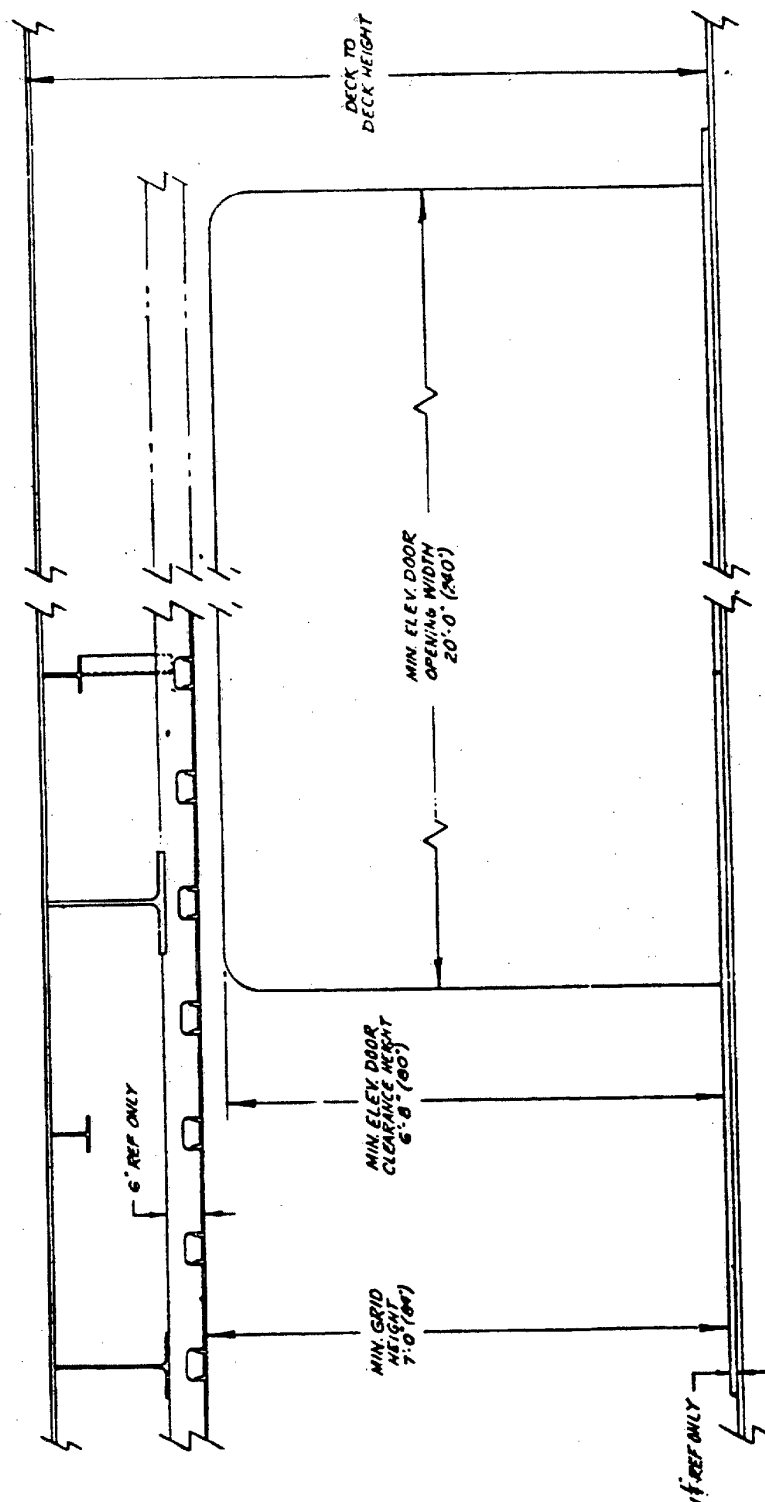 DECK TO
DECK HEIGHT
6" REF ONLY
MIN. ELEV. DOOR
OPENING WIDTH
20'-0" (240")
MIN. ELEV. DOOR
CLEARANCE HEIGHT
6'-8" (80")
MIN. GRID
HEIGHT
7'-0 (84")
REF ONLY